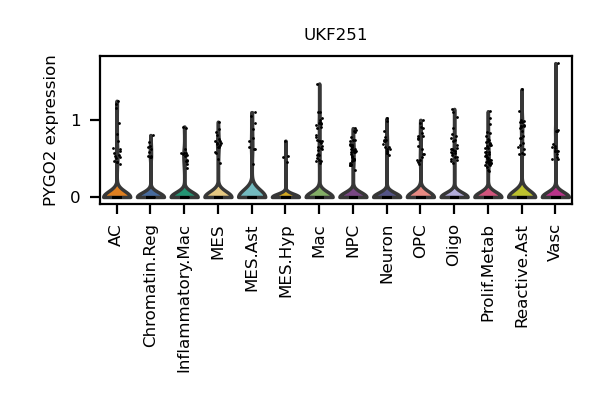 UKF251
PYGO2 expression
1
0
AC
Chromatin.Reg
Inflammatory.Mac
MES
MES.Ast
MES.Hyp
Mac
NPC
Neuron
OPC
Oligo
Prolif.Metab
Reactive.Ast
Vasc